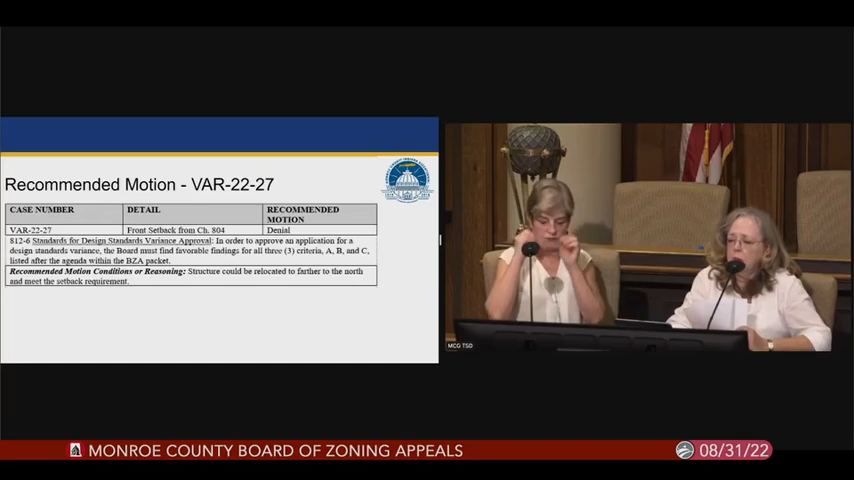 Recommended Motion - VAR-22-27
CASE NUMBER DETAIL RECOMMENDED MOTION
VAR-22-27 Front Setback from Ch. 804 Denial
812-6 Standards for Design Standards Variance Approval: In order to approve an application for a
design standards variance, the Board must find favorable findings for all three (3) criteria, A, B, and C,
listed after the agenda within the BZA packet.
Recommended Motion Conditions or Reasoning: Structure could be relocated to farther to the north
and meet the setback requirement.
MCG TSD
MONROE COUNTY BOARD OF ZONING APPEALS
08/31/22